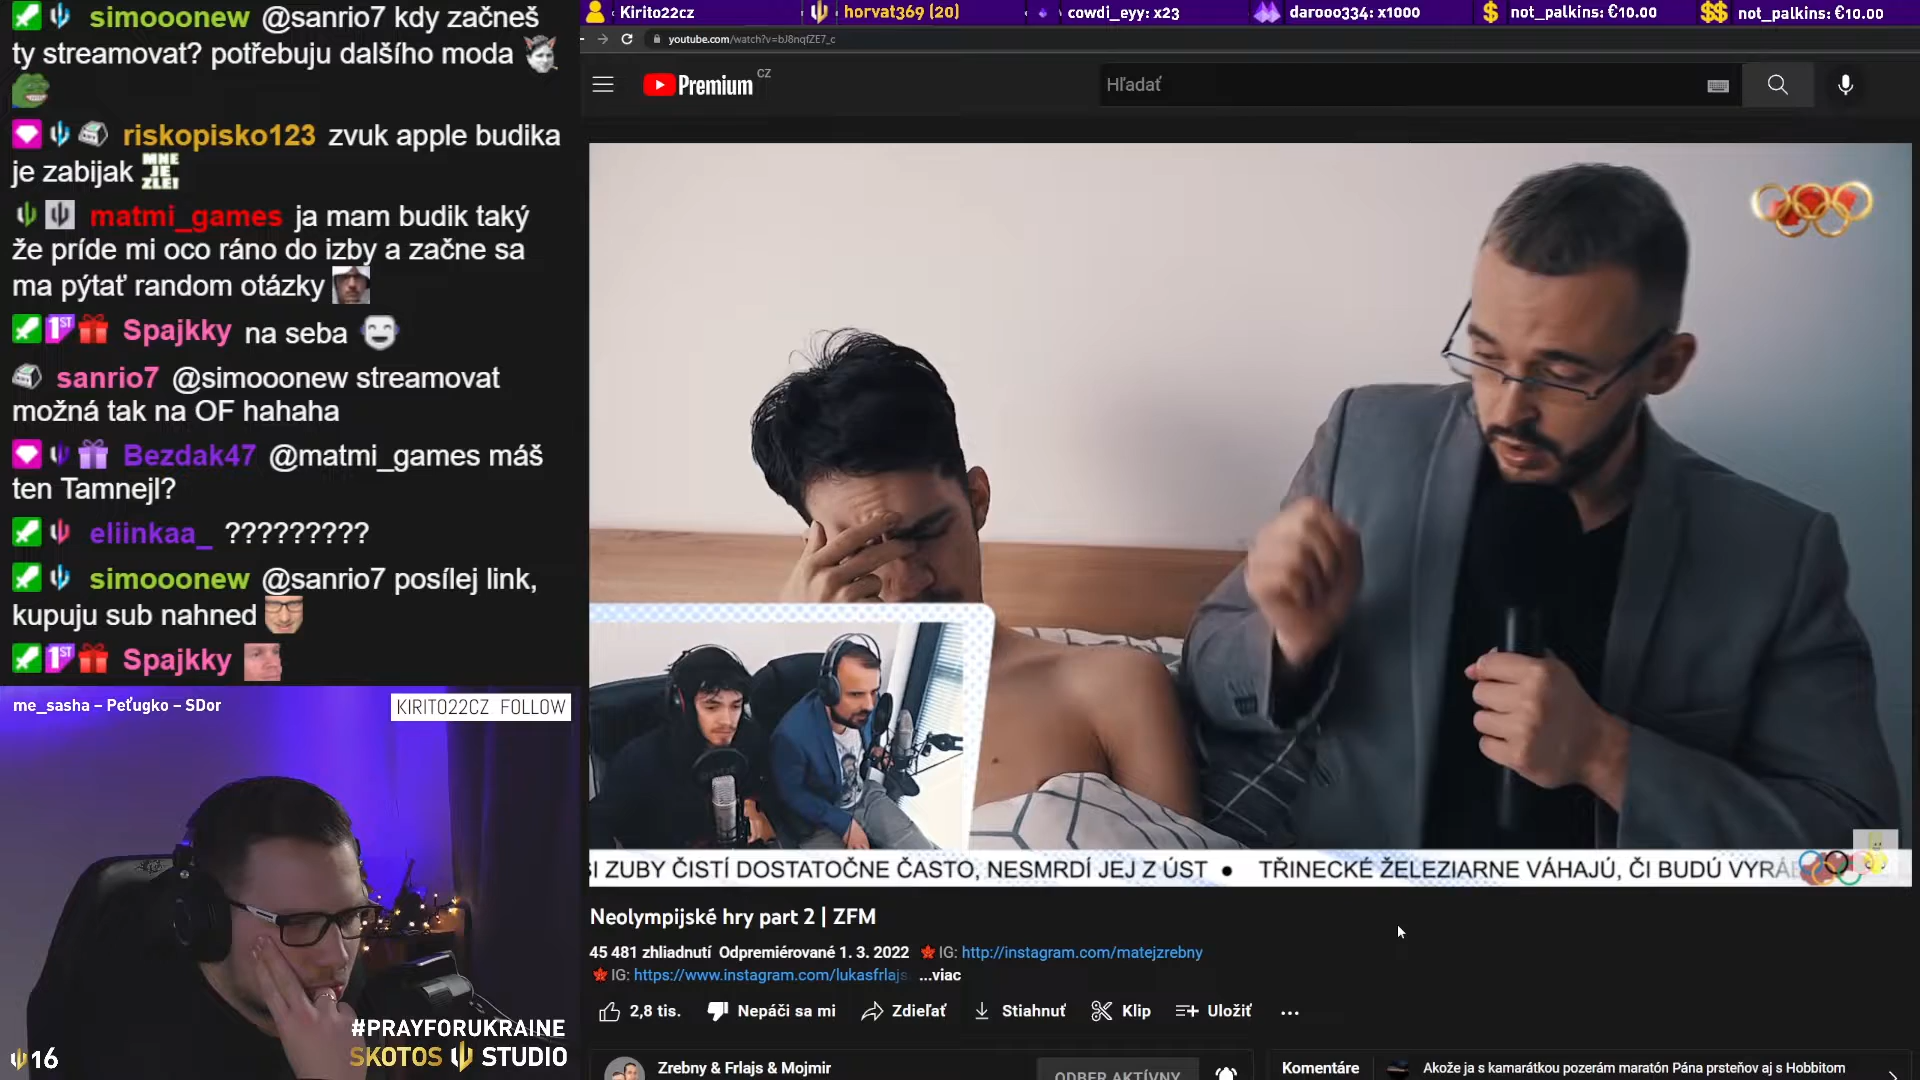 simooonew @sanrio7 kdy začneš
ty streamovat? potřebuju dalšího moda
riskopisko123 zvuk apple budika
je zabijak MNE JE ZLE!
matmi_games ja mam budik taký
že príde mi oco ráno do izby a začne sa
ma pýtať random otázky
1ST Spajkky na seba
sanrio7 @simooonew streamovat
možná tak na OF hahaha
Bezdak47 @matmi_games máš
ten Tamnejl?
eliinkaa_ ?????????
simooonew @sanrio7 posílej link,
kupuju sub nahned
1ST Spajkky
me_sasha – Peťugko – SDor
KIRITO22CZ FOLLOW
#PRAYFORUKRAINE
SKOTOS STUDIO
16
Kirito22cz
horvat369 (20)
cowdi_eyy: x23
darooo334: x1000
$ not_palkins: €10.00
$$ not_palkins: €10.00
youtube.com/watch?v=bJ8nqfZE7_c
Premium CZ
Hľadať
SI ZUBY ČISTÍ DOSTATOČNE ČASTO, NESMRDÍ JEJ Z ÚST ● TŘINECKÉ ŽELEZIARNE VÁHAJÚ, ČI BUDÚ VYRÁ
Neolympijské hry part 2 | ZFM
45 481 zhliadnutí Odpremiérované 1. 3. 2022 IG: http://instagram.com/matejzrebny
IG: https://www.instagram.com/lukasfrlajs ...viac
2,8 tis. Nepáči sa mi Zdieľať Stiahnuť Klip Uložiť ...
Zrebny & Frlajs & Mojmir
ODBER AKTÍVNY
Komentáre
Akože ja s kamarátkou pozerám maratón Pána prsteňov aj s Hobbitom